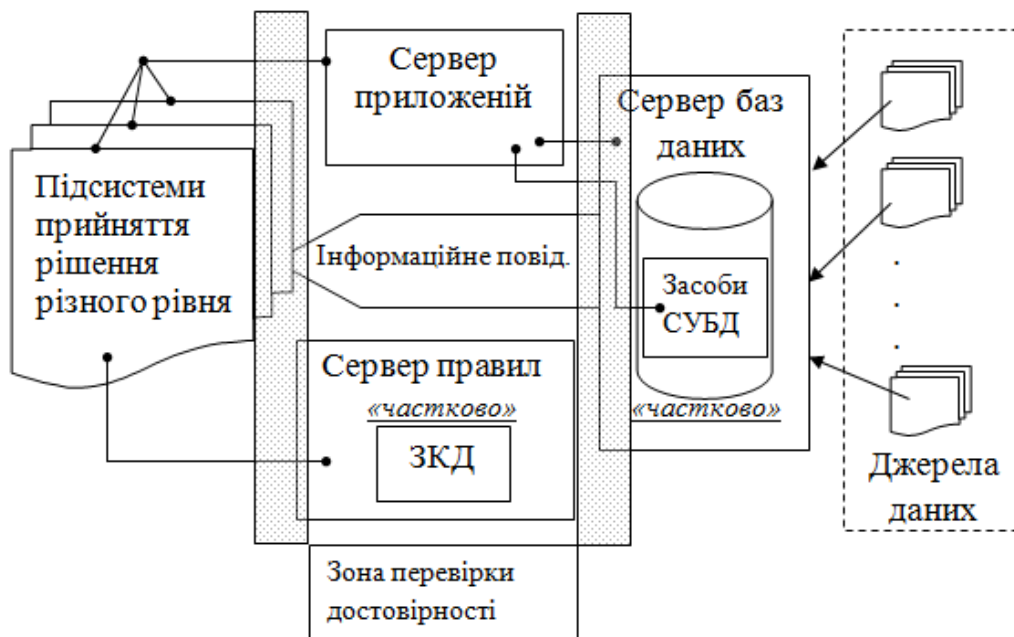 Сервер
приложеній
Сервер баз
даних
Підсистеми
прийняття
рішення
різного рівня
Інформаційне повід.
Засоби
СУБД
Сервер правил
«частково»
ЗКД
«частково»
Джерела
даних
Зона перевірки
достовірності